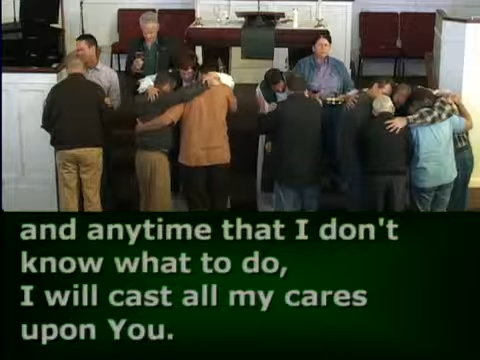 and anytime that I don't
know what to do,
I will cast all my cares
upon You.